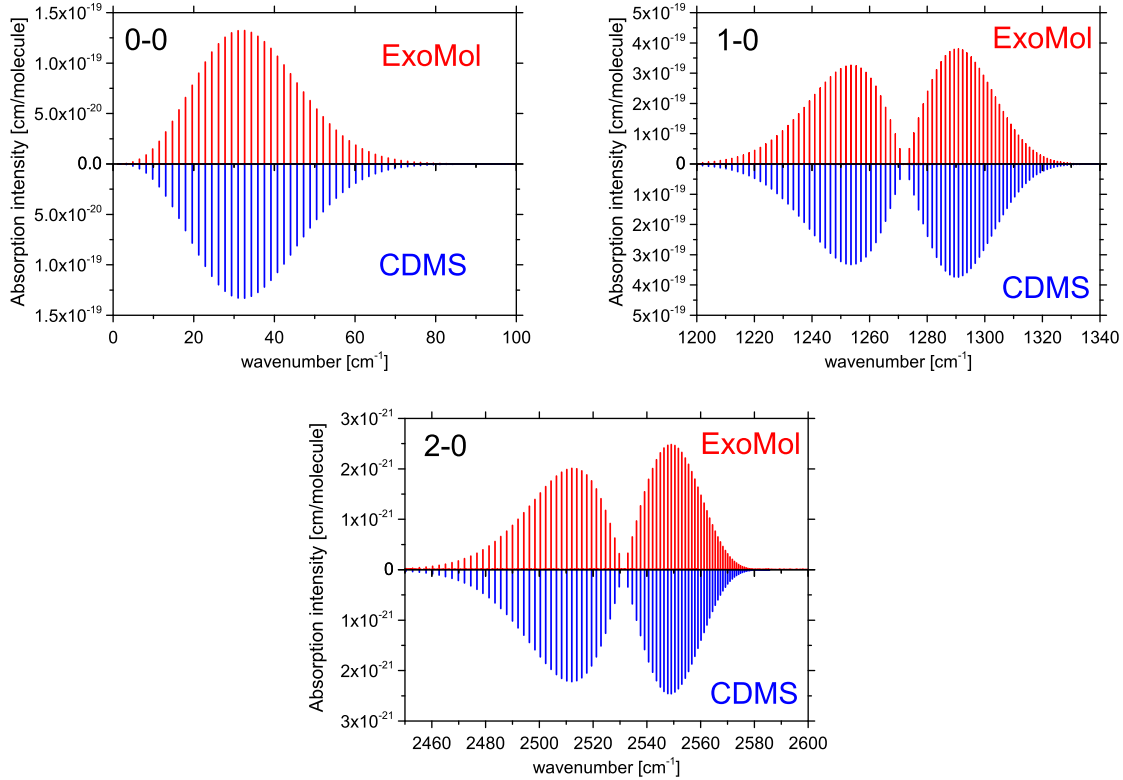 0-0
ExoMol
CDMS
Absorption intensity [cm/molecule]
1.5x10⁻¹⁹
1.0x10⁻¹⁹
5.0x10⁻²⁰
0.0
5.0x10⁻²⁰
1.0x10⁻¹⁹
1.5x10⁻¹⁹
0 20 40 60 80 100
wavenumber [cm⁻¹]
1-0
ExoMol
CDMS
Absorption intensity [cm/molecule]
5x10⁻¹⁹
4x10⁻¹⁹
3x10⁻¹⁹
2x10⁻¹⁹
1x10⁻¹⁹
0
1x10⁻¹⁹
2x10⁻¹⁹
3x10⁻¹⁹
4x10⁻¹⁹
5x10⁻¹⁹
1200 1220 1240 1260 1280 1300 1320 1340
wavenumber [cm⁻¹]
2-0
ExoMol
CDMS
Absorption intensity [cm/molecule]
3x10⁻²¹
2x10⁻²¹
1x10⁻²¹
0
1x10⁻²¹
2x10⁻²¹
3x10⁻²¹
2460 2480 2500 2520 2540 2560 2580 2600
wavenumber [cm⁻¹]